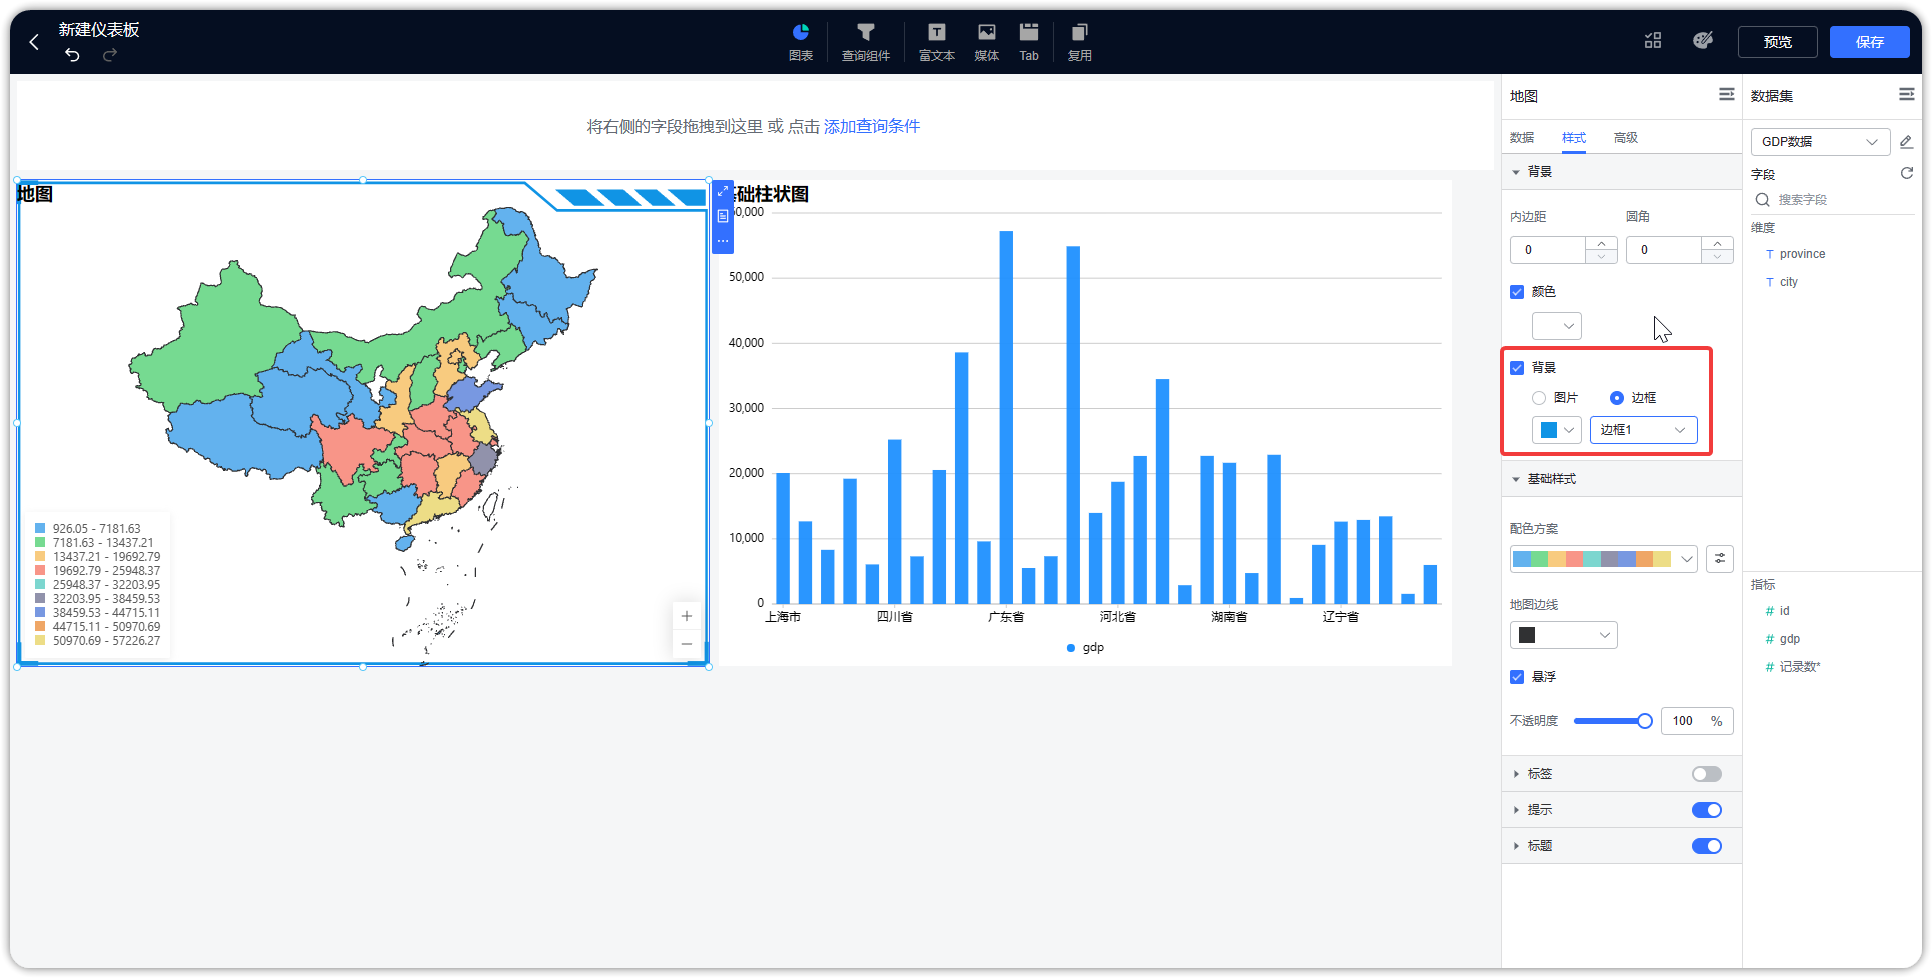 新建仪表板
图表
查询组件
富文本
媒体
Tab
复用
预览
保存
将右侧的字段拖拽到这里 或 点击 添加查询条件
地图
926.05 - 7181.63
7181.63 - 13437.21
13437.21 - 19692.79
19692.79 - 25948.37
25948.37 - 32203.95
32203.95 - 38459.53
38459.53 - 44715.11
44715.11 - 50970.69
50970.69 - 57226.27
础柱状图
0,000
50,000
40,000
30,000
20,000
10,000
0
上海市
四川省
广东省
河北省
湖南省
辽宁省
gdp
地图
数据
样式
高级
背景
内边距
圆角
0
0
颜色
背景
图片
边框
边框1
基础样式
配色方案
地图边线
悬浮
不透明度
100
%
标签
提示
标题
数据集
GDP数据
字段
搜索字段
维度
T province
T city
指标
# id
# gdp
# 记录数*